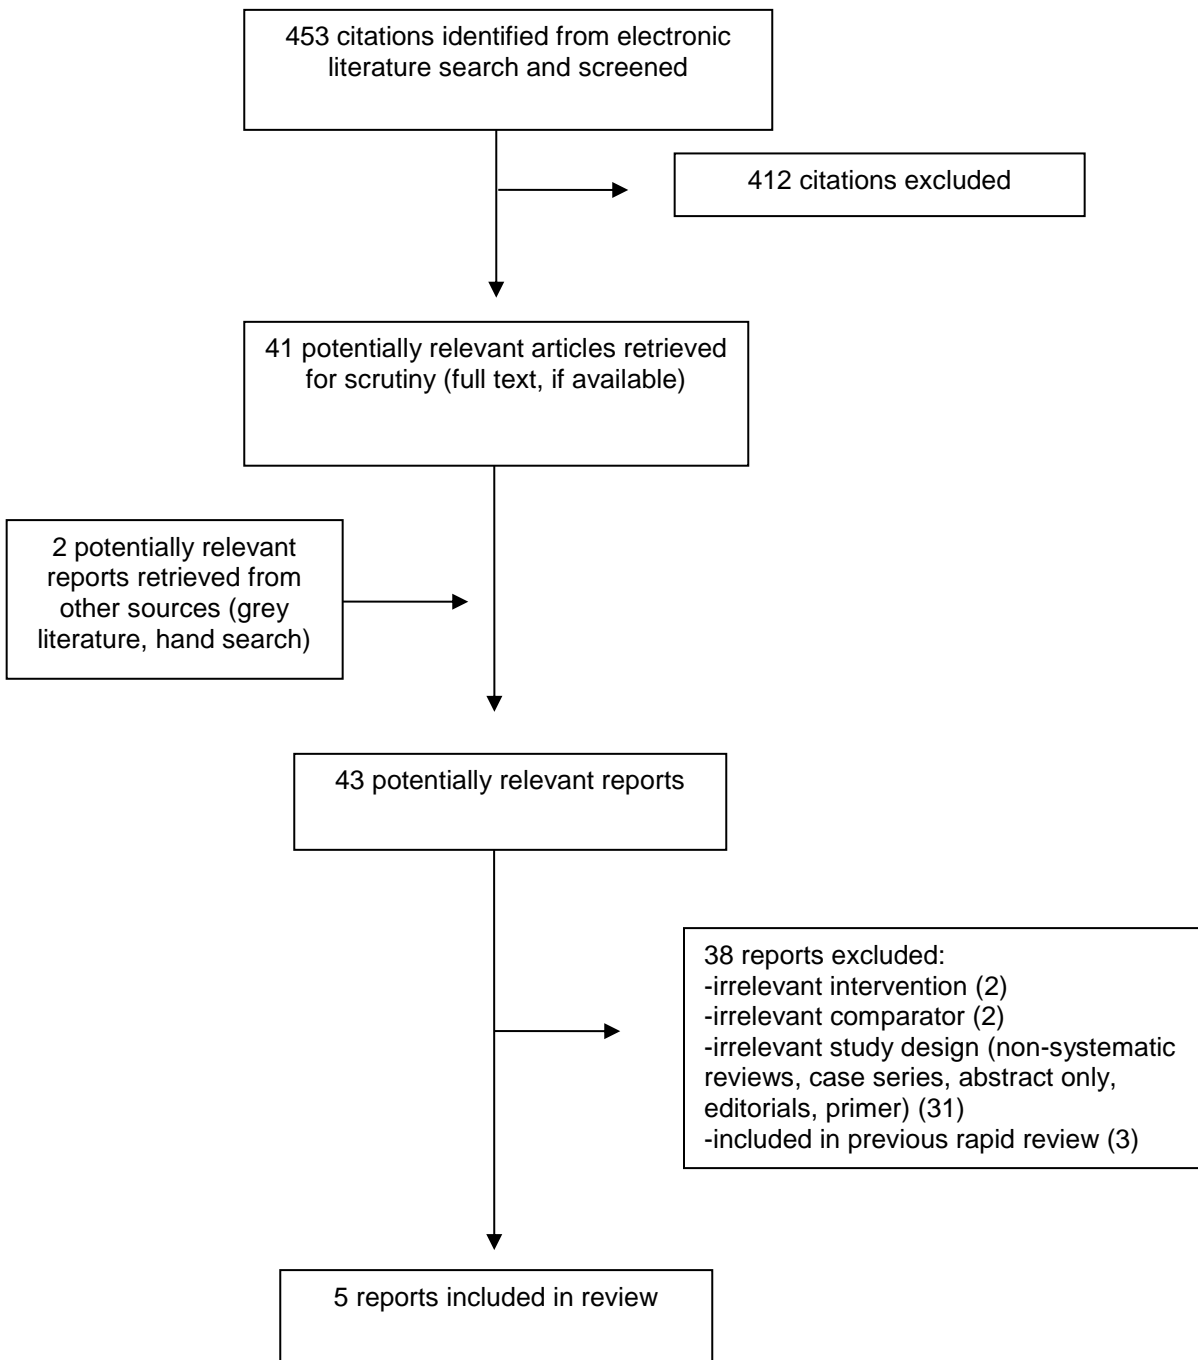 453 citations identified from electronic
literature search and screened
412 citations excluded
41 potentially relevant articles retrieved
for scrutiny (full text, if available)
2 potentially relevant
reports retrieved from
other sources (grey
literature, hand search)
43 potentially relevant reports
38 reports excluded:
-irrelevant intervention (2)
-irrelevant comparator (2)
-irrelevant study design (non-systematic
reviews, case series, abstract only,
editorials, primer) (31)
-included in previous rapid review (3)
5 reports included in review